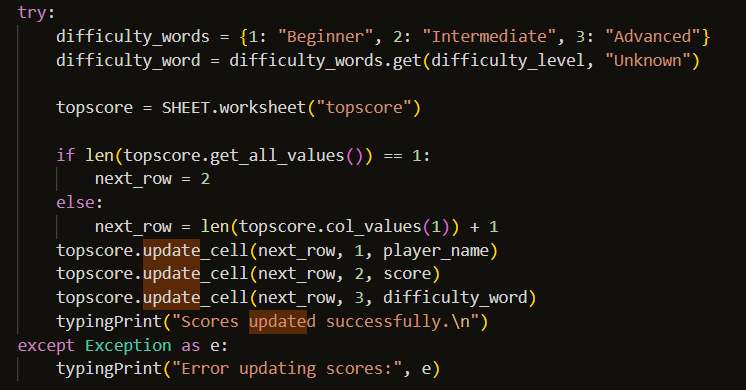 try:
    difficulty_words = {1: "Beginner", 2: "Intermediate", 3: "Advanced"}
    difficulty_word = difficulty_words.get(difficulty_level, "Unknown")

    topscore = SHEET.worksheet("topscore")

    if len(topscore.get_all_values()) == 1:
        next_row = 2
    else:
        next_row = len(topscore.col_values(1)) + 1
    topscore.update_cell(next_row, 1, player_name)
    topscore.update_cell(next_row, 2, score)
    topscore.update_cell(next_row, 3, difficulty_word)
    typingPrint("Scores updated successfully.\n")
except Exception as e:
    typingPrint("Error updating scores:", e)